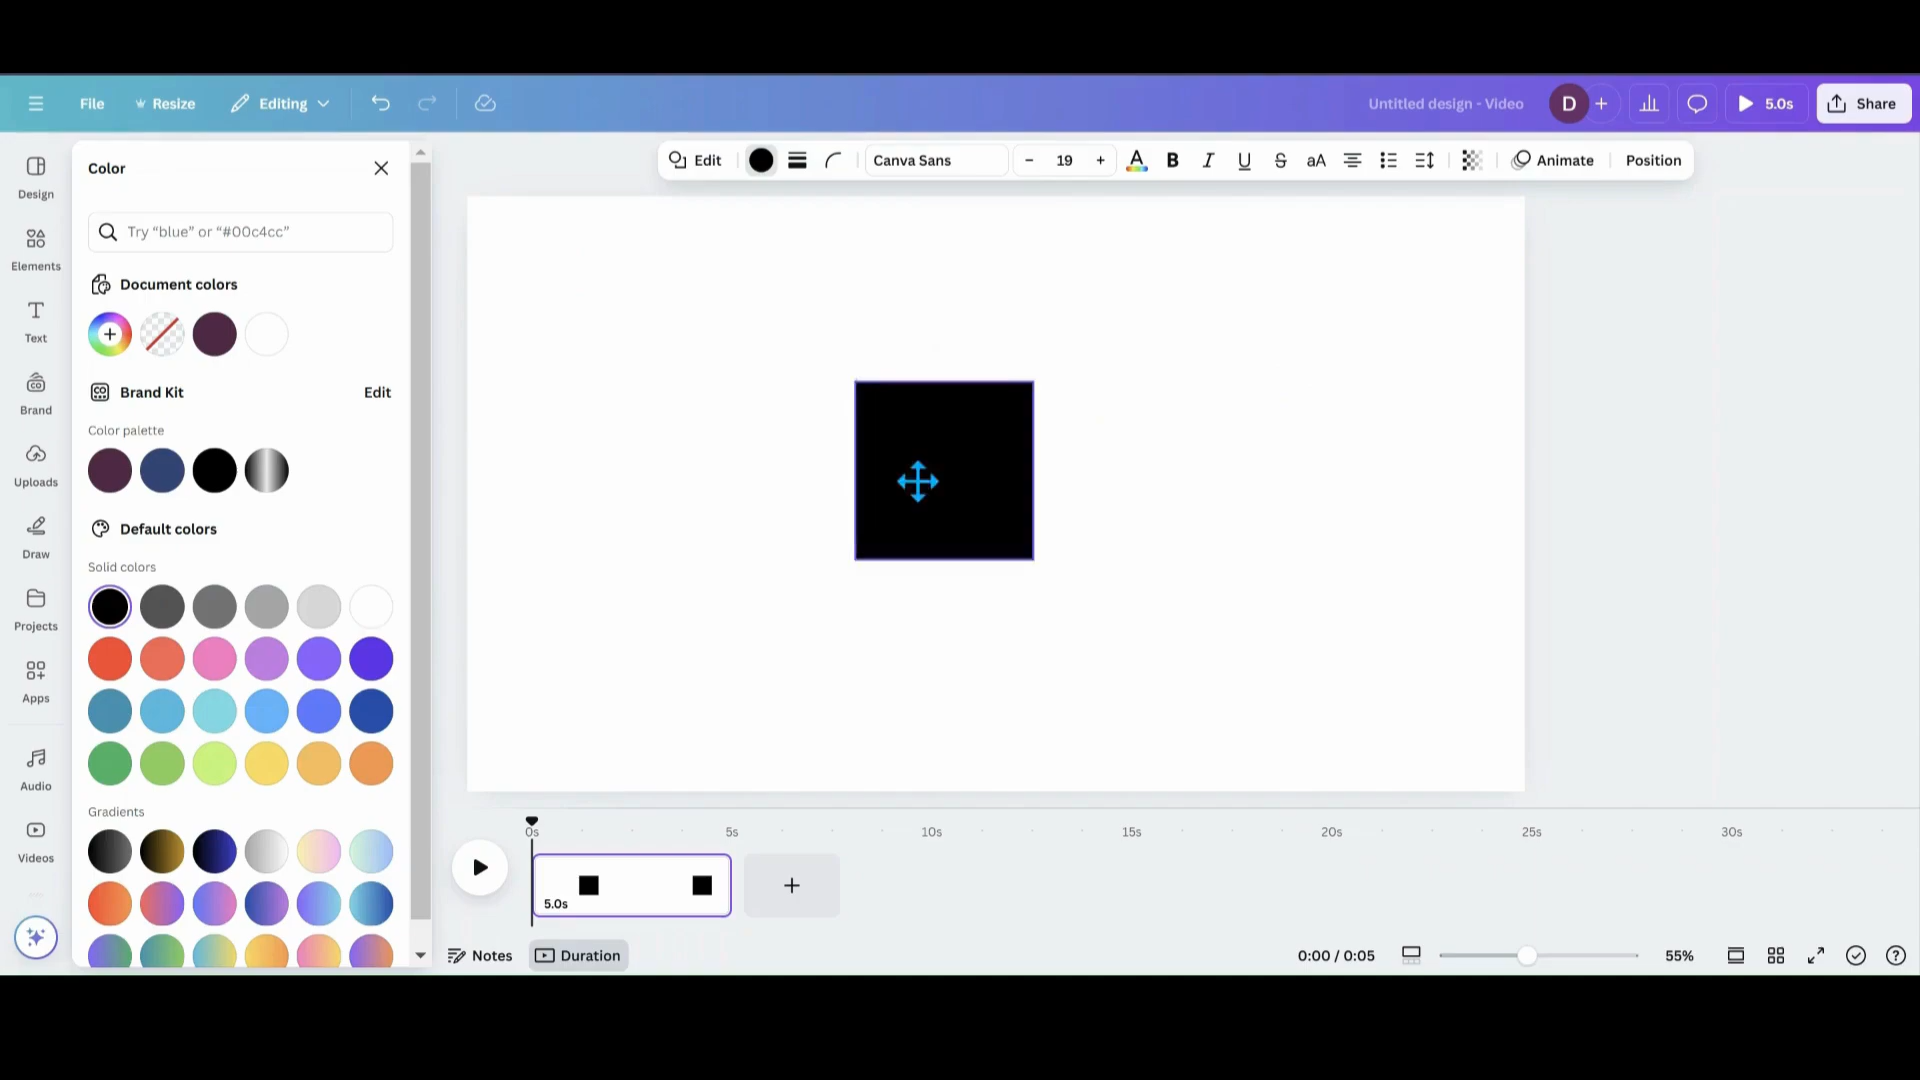 File
Resize
Editing
Untitled design - Video
D
5.0s
Share
Design
Elements
Text
Brand
Uploads
Draw
Projects
Apps
Audio
Videos
Color
Try “blue” or “#00c4cc”
Document colors
Brand Kit
Edit
Color palette
Default colors
Solid colors
Gradients
Edit
Canva Sans
− 19 +
A B I U S aA
Animate
Position
0s 5s 10s 15s 20s 25s 30s
5.0s
Notes
Duration
0:00 / 0:05
55%